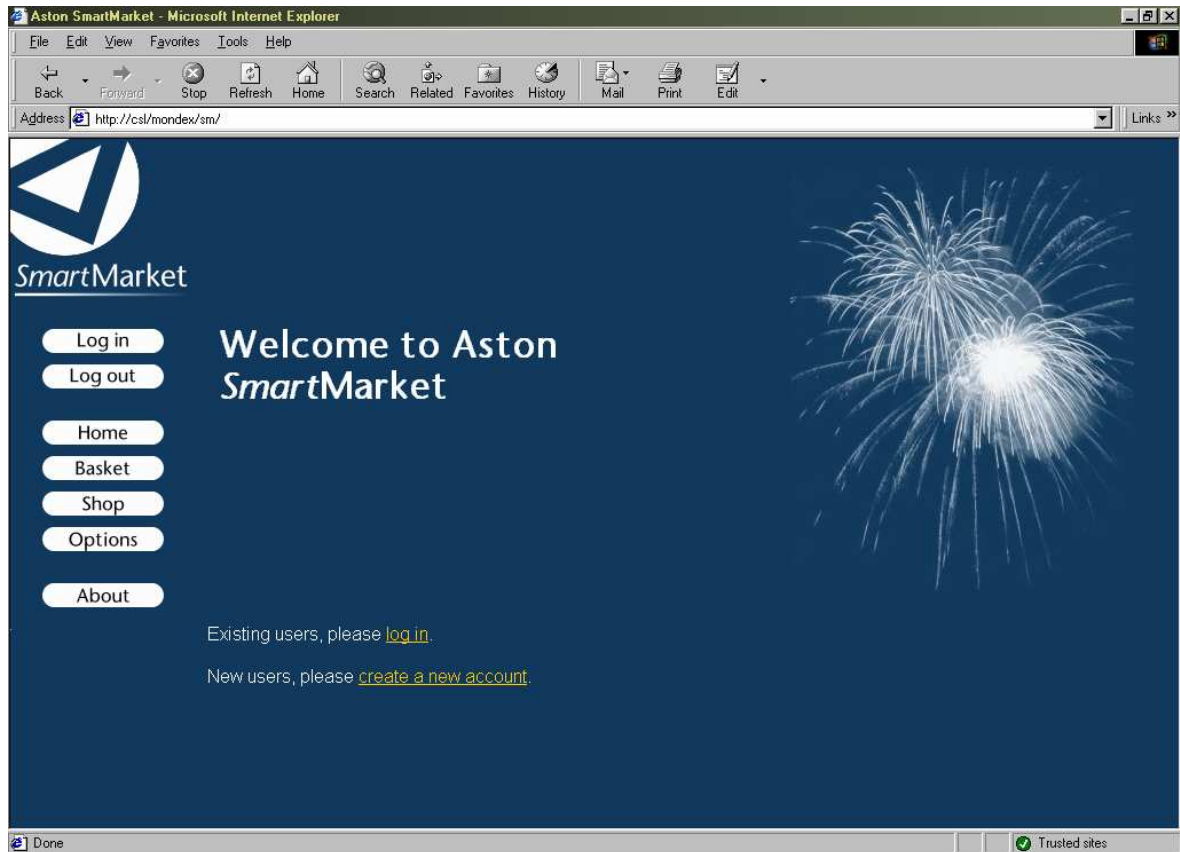 Aston SmartMarket - Microsoft Internet Explorer
File Edit View Favorites Tools Help
Back Forward Stop Refresh Home Search Related Favorites History Mail Print Edit
Address http://csl/mondex/sm/ Links »
SmartMarket
Log in
Log out
Home
Basket
Shop
Options
About
Welcome to Aston
SmartMarket
Existing users, please log in.
New users, please create a new account.
Done Trusted sites